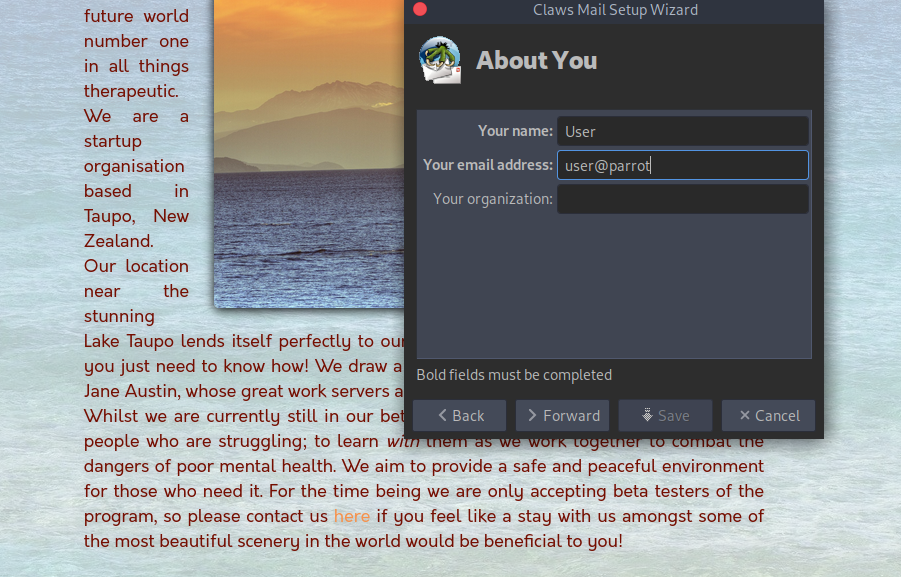 future world
number one
in all things
therapeutic.
We are a
startup
organisation
based in
Taupo, New
Zealand.
Our location
near the
stunning
Lake Taupo lends itself perfectly to our
you just need to know how! We draw a
Jane Austin, whose great work servers a
Whilst we are currently still in our bet
people who are struggling; to learn with them as we work together to combat the
dangers of poor mental health. We aim to provide a safe and peaceful environment
for those who need it. For the time being we are only accepting beta testers of the
program, so please contact us here if you feel like a stay with us amongst some of
the most beautiful scenery in the world would be beneficial to you!
Claws Mail Setup Wizard
About You
Your name: User
Your email address: user@parrot
Your organization:
Bold fields must be completed
Back Forward Save Cancel